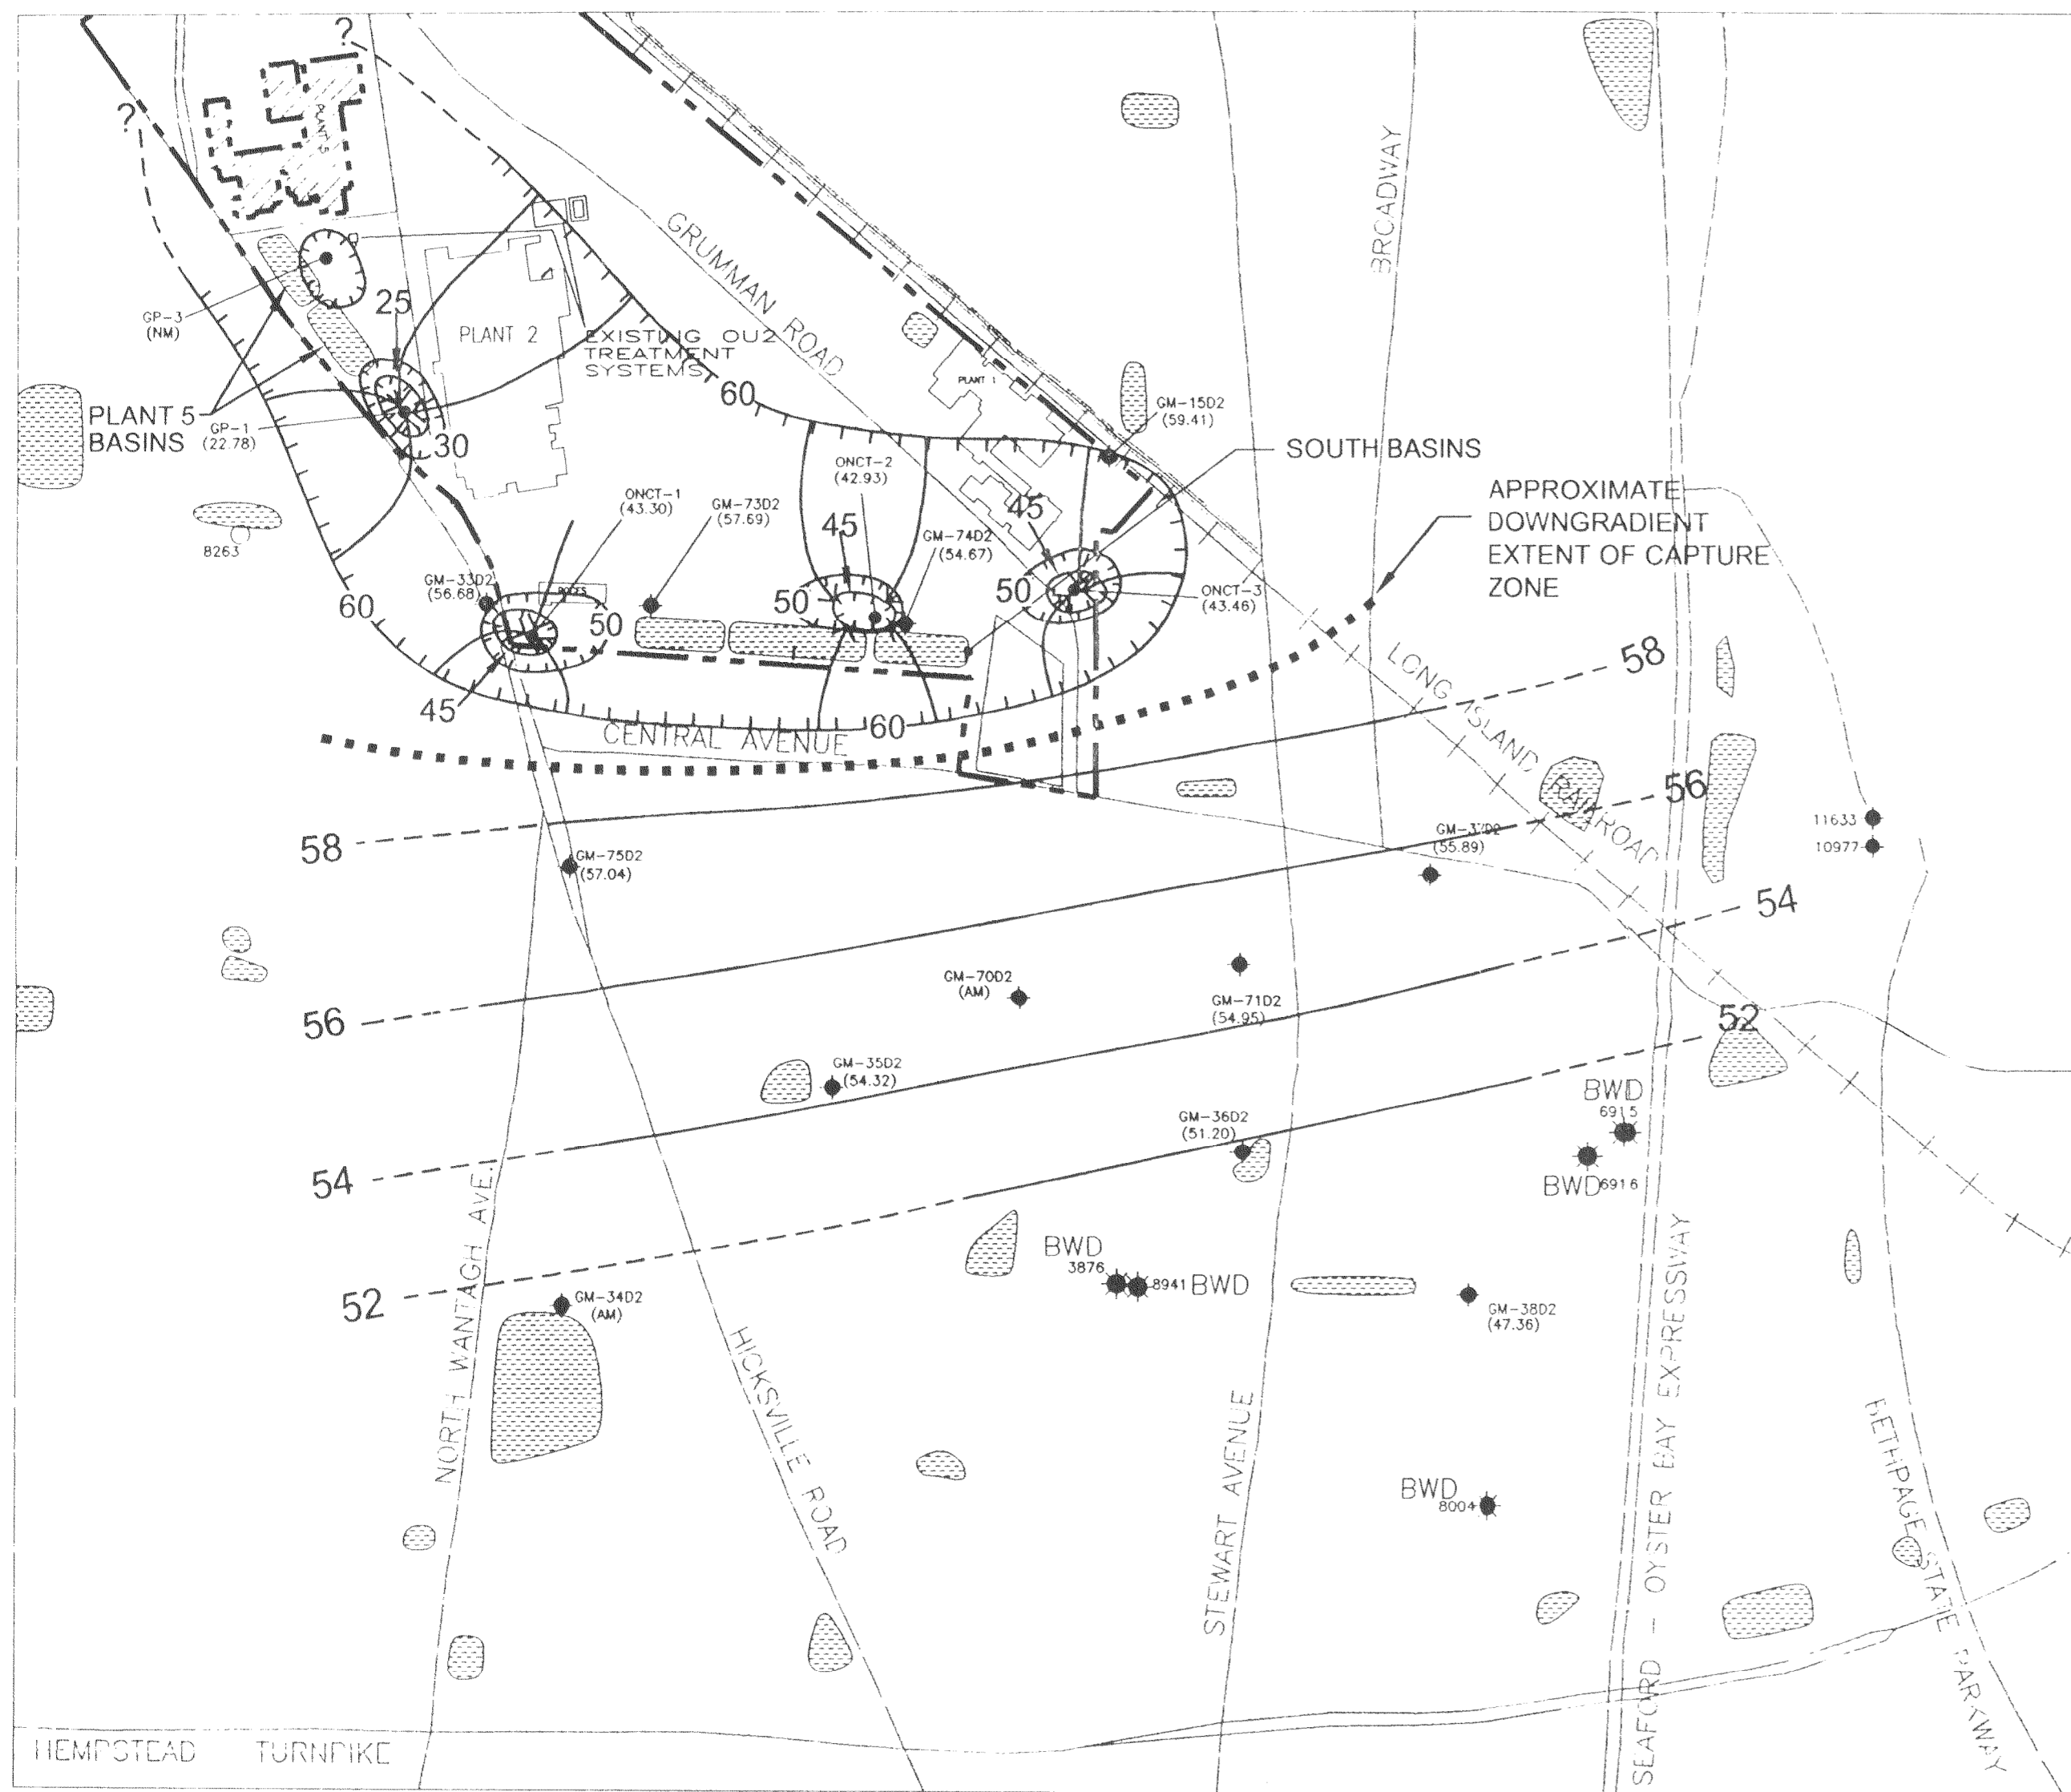 ?
?
PLANT 5
GRUMMAN ROAD
BROADWAY
GP-3
(NM)
25
PLANT 2
EXISTING OU2
TREATMENT
SYSTEMS
60
PLANT 1
PLANT 5
BASINS
GP-1
(22.78)
30
GM-15D2
(59.41)
SOUTH BASINS
ONCT-2
(42.93)
ONCT-1
(43.30)
GM-73D2
(57.69)
45
45
GM-74D2
(54.67)
APPROXIMATE
DOWNGRADIENT
EXTENT OF CAPTURE
ZONE
8263
GM-33D2
(56.68)
60
50
50
50
ONCT-3
(43.46)
45
60
CENTRAL AVENUE
LONG ISLAND RAILROAD
58
56
58
GM-75D2
(57.04)
GM-37D2
(55.89)
11633
10977
54
GM-70D2
(AM)
GM-71D2
(54.95)
56
52
GM-35D2
(54.32)
BWD
6915
GM-36D2
(51.20)
54
BWD 6916
NORTH WANTAGH AVE.
BWD
3876
8941 BWD
52
GM-34D2
(AM)
GM-38D2
(47.36)
HICKSVILLE ROAD
STEWART AVENUE
SEAFORD - OYSTER BAY EXPRESSWAY
BETHPAGE STATE PARKWAY
BWD
8004
HEMPSTEAD TURNPIKE